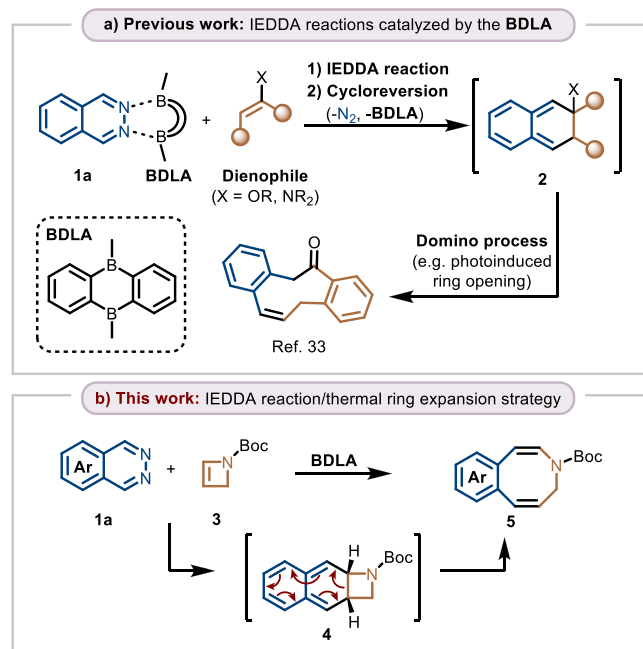 a) Previous work: IEDDA reactions catalyzed by the BDLA
N
N
B
B
1a
BDLA
+
X
Dienophile
(X = OR, NR₂)
1) IEDDA reaction
2) Cycloreversion
(-N₂, -BDLA)
X
2
BDLA
B
B
O
Ref. 33
Domino process
(e.g. photoinduced
ring opening)
b) This work: IEDDA reaction/thermal ring expansion strategy
Ar
N
N
1a
+
Boc
N
3
BDLA
Ar
N
Boc
5
H
Boc
N
H
4